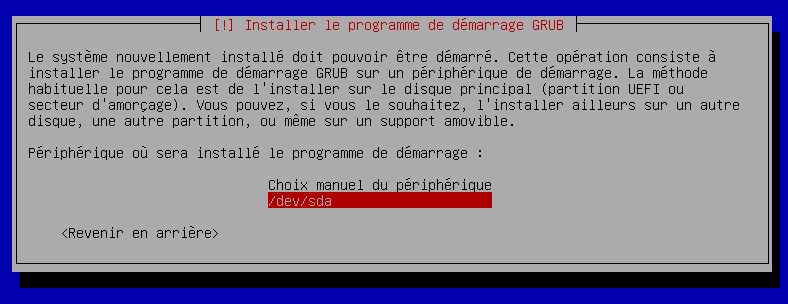 [!] Installer le programme de démarrage GRUB
Le système nouvellement installé doit pouvoir être démarré. Cette opération consiste à
installer le programme de démarrage GRUB sur un périphérique de démarrage. La méthode
habituelle pour cela est de l'installer sur le disque principal (partition UEFI ou
secteur d'amorçage). Vous pouvez, si vous le souhaitez, l'installer ailleurs sur un autre
disque, une autre partition, ou même sur un support amovible.
Périphérique où sera installé le programme de démarrage :
Choix manuel du périphérique
/dev/sda
<Revenir en arrière>